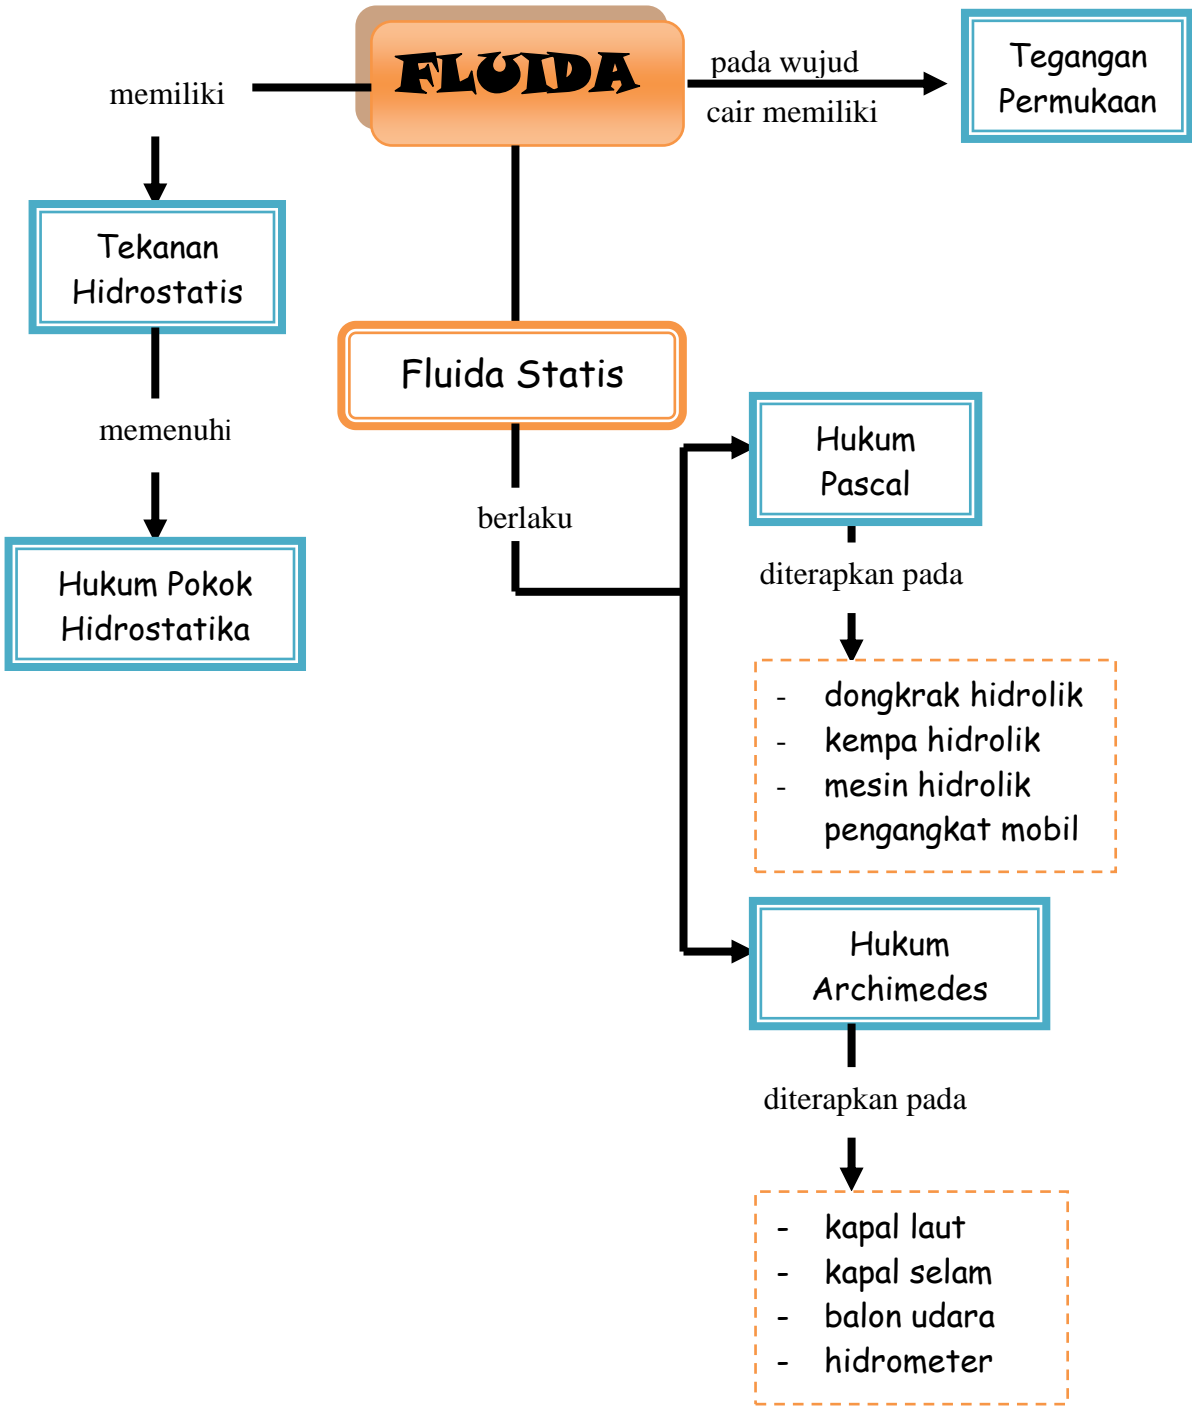 FLUIDA
pada wujud
cair memiliki
Tegangan
Permukaan
memiliki
Tekanan
Hidrostatis
memenuhi
Hukum Pokok
Hidrostatika
Fluida Statis
berlaku
Hukum
Pascal
diterapkan pada
- dongkrak hidrolik
- kempa hidrolik
- mesin hidrolik
pengangkat mobil
Hukum
Archimedes
diterapkan pada
- kapal laut
- kapal selam
- balon udara
- hidrometer